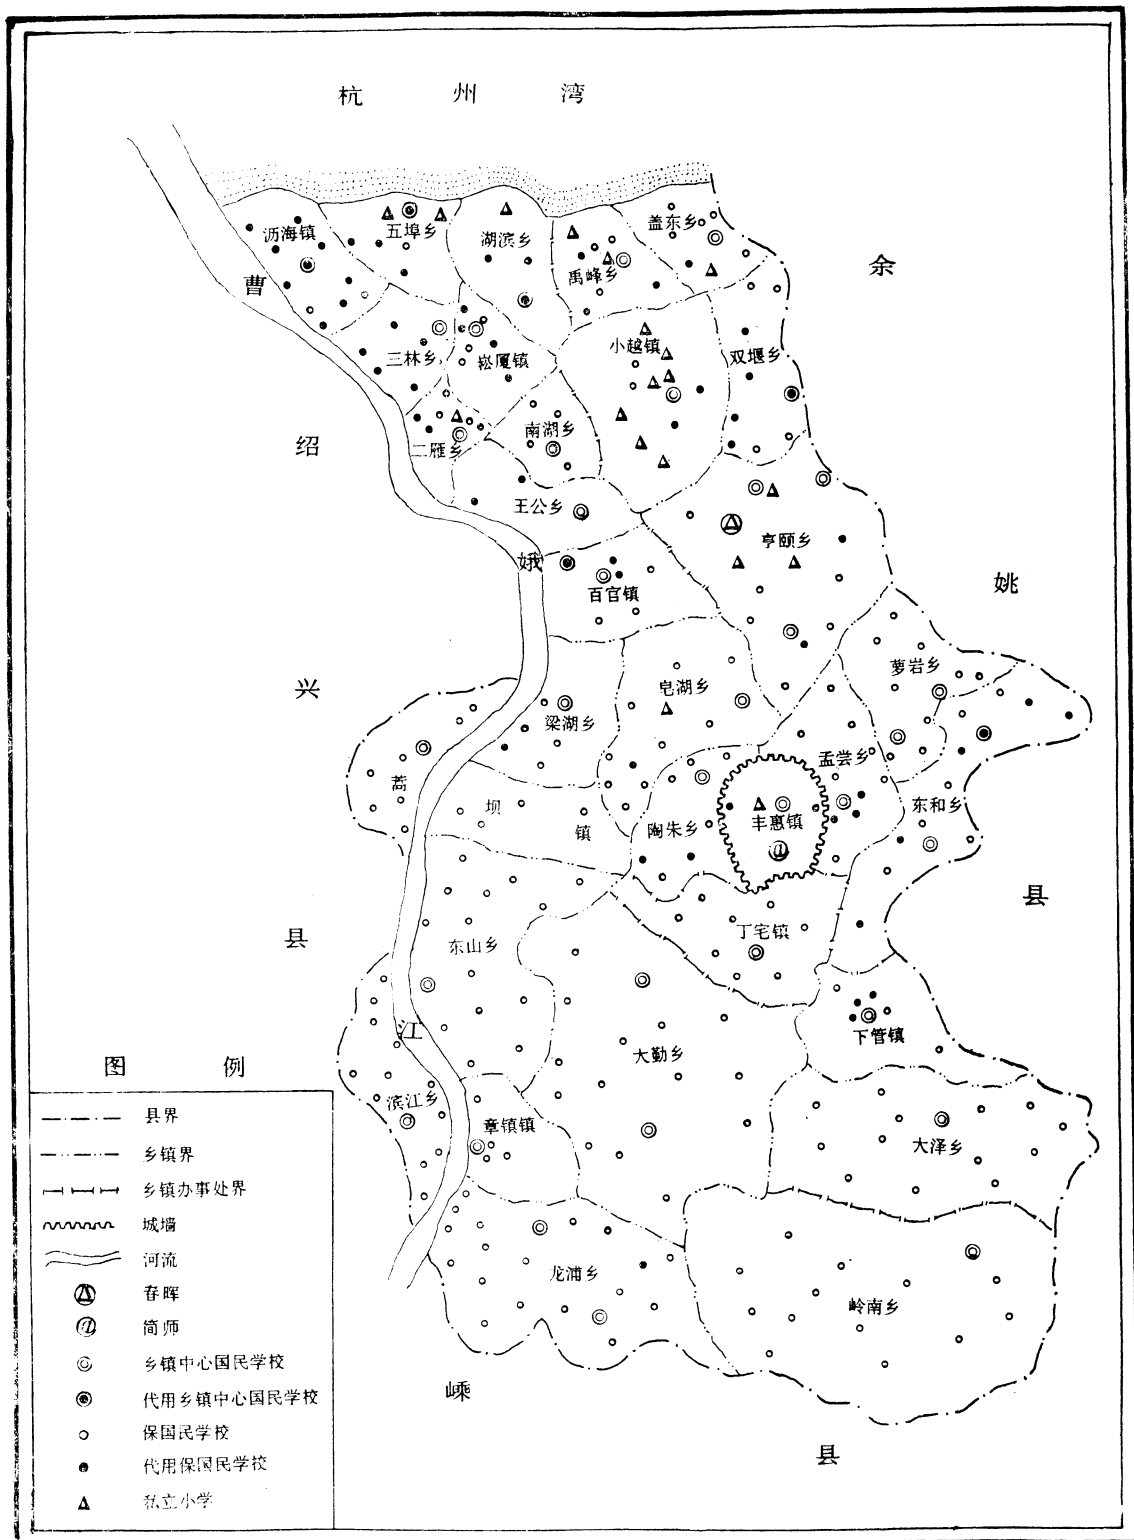 杭州湾
沥海镇
五埠乡
湖滨乡
盖东乡
禹峰乡
余
曹
三林乡
崧厦镇
小越镇
双堰乡
二雁乡
南湖乡
绍
王公乡
亨颐乡
娥
百官镇
姚
萝岩乡
皂湖乡
兴
梁湖乡
孟尝乡
蒿坝镇
东和乡
陶朱乡
丰惠镇
县
县
东山乡
丁宅镇
江
下管镇
大勤乡
滨江乡
章镇镇
大泽乡
龙浦乡
岭南乡
嵊
县
图例
县界
乡镇界
乡镇办事处界
城墙
河流
春晖
简师
乡镇中心国民学校
代用乡镇中心国民学校
保国民学校
代用保国民学校
私立小学